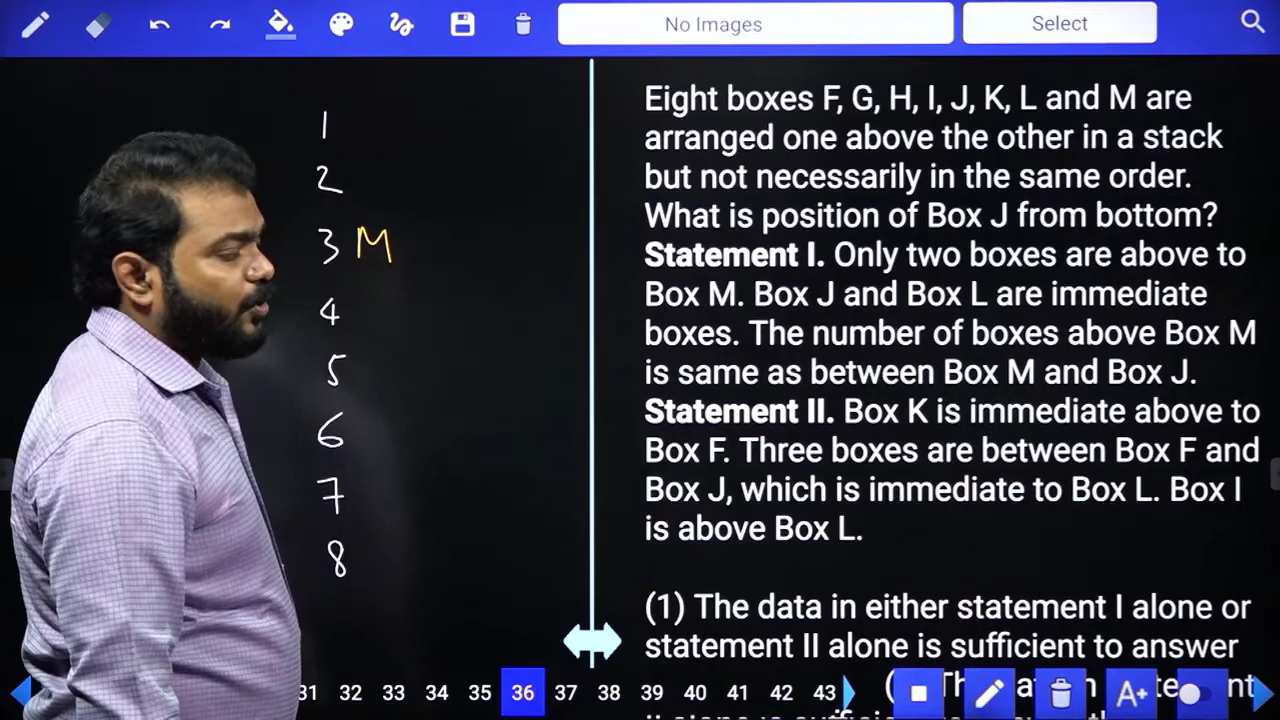 No Images
Select
1
2
3 M
4
5
6
7
8
Eight boxes F, G, H, I, J, K, L and M are
arranged one above the other in a stack
but not necessarily in the same order.
What is position of Box J from bottom?
Statement I. Only two boxes are above to
Box M. Box J and Box L are immediate
boxes. The number of boxes above Box M
is same as between Box M and Box J.
Statement II. Box K is immediate above to
Box F. Three boxes are between Box F and
Box J, which is immediate to Box L. Box I
is above Box L.
(1) The data in either statement I alone or
statement II alone is sufficient to answer
31 32 33 34 35 36 37 38 39 40 41 42 43
A+